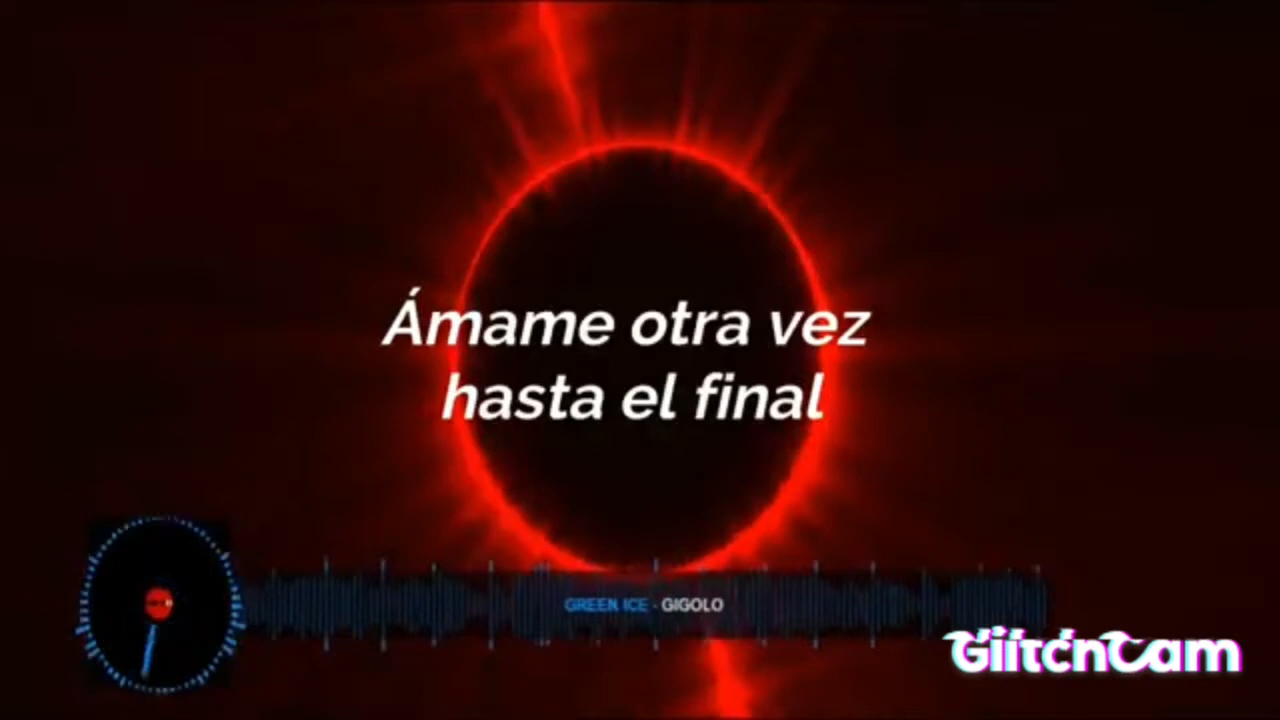 Ámame otra vez
hasta el final
GREEN ICE - GIGOLO
GlitchCam